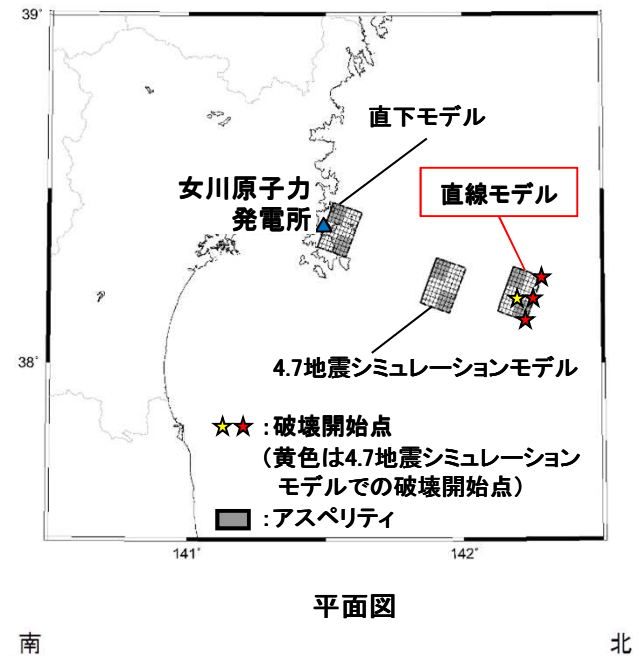 39°
直下モデル
女川原子力
発電所
直線モデル
38°
4.7地震シミュレーションモデル
：破壊開始点
（黄色は4.7地震シミュレーション
モデルでの破壊開始点）
：アスペリティ
141°
142°
平面図
南
北